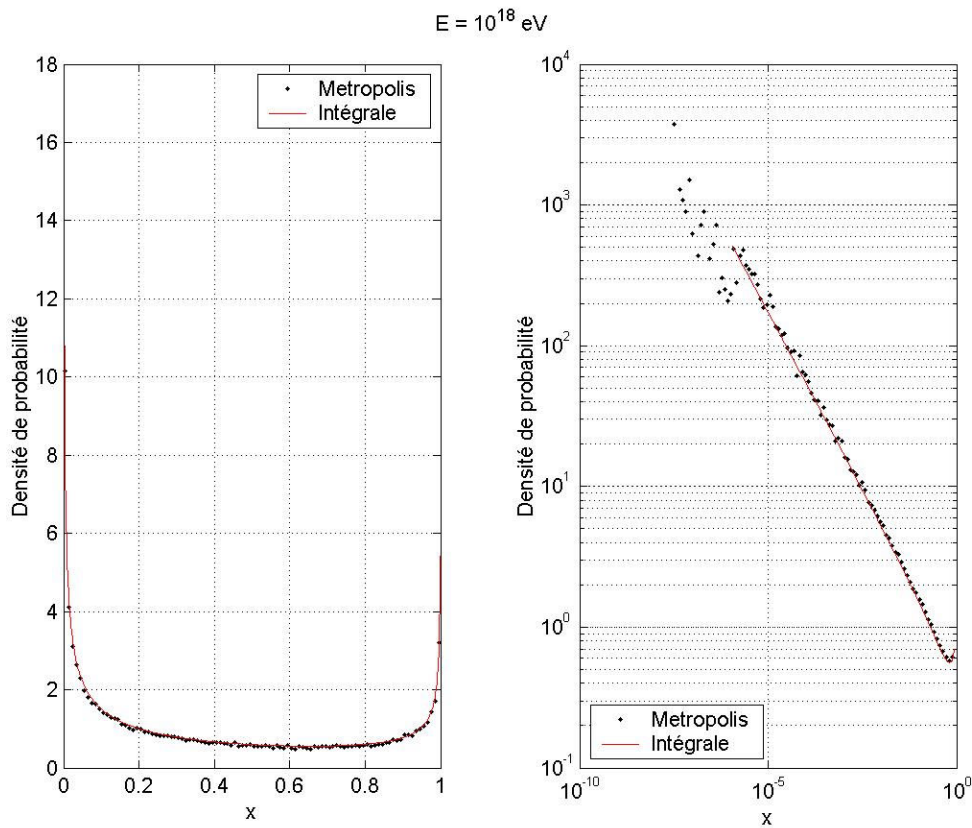 E = 10^18 eV
18
16
14
12
10
8
6
4
2
0
Densité de probabilité
0
0.2
0.4
0.6
0.8
1
x
Metropolis
Intégrale
10^4
10^3
10^2
10^1
10^0
10^-1
Densité de probabilité
10^-10
10^-5
10^0
x
Metropolis
Intégrale